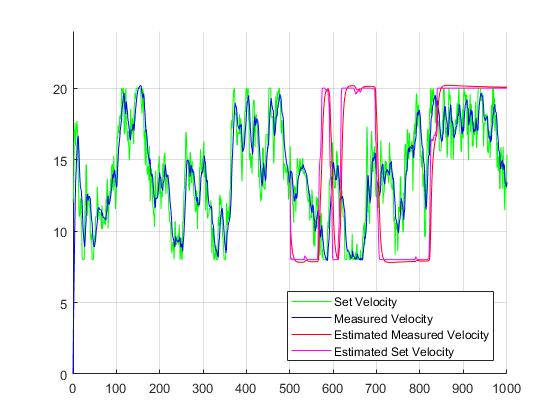 20
15
10
5
0
0 100 200 300 400 500 600 700 800 900 1000
Set Velocity
Measured Velocity
Estimated Measured Velocity
Estimated Set Velocity